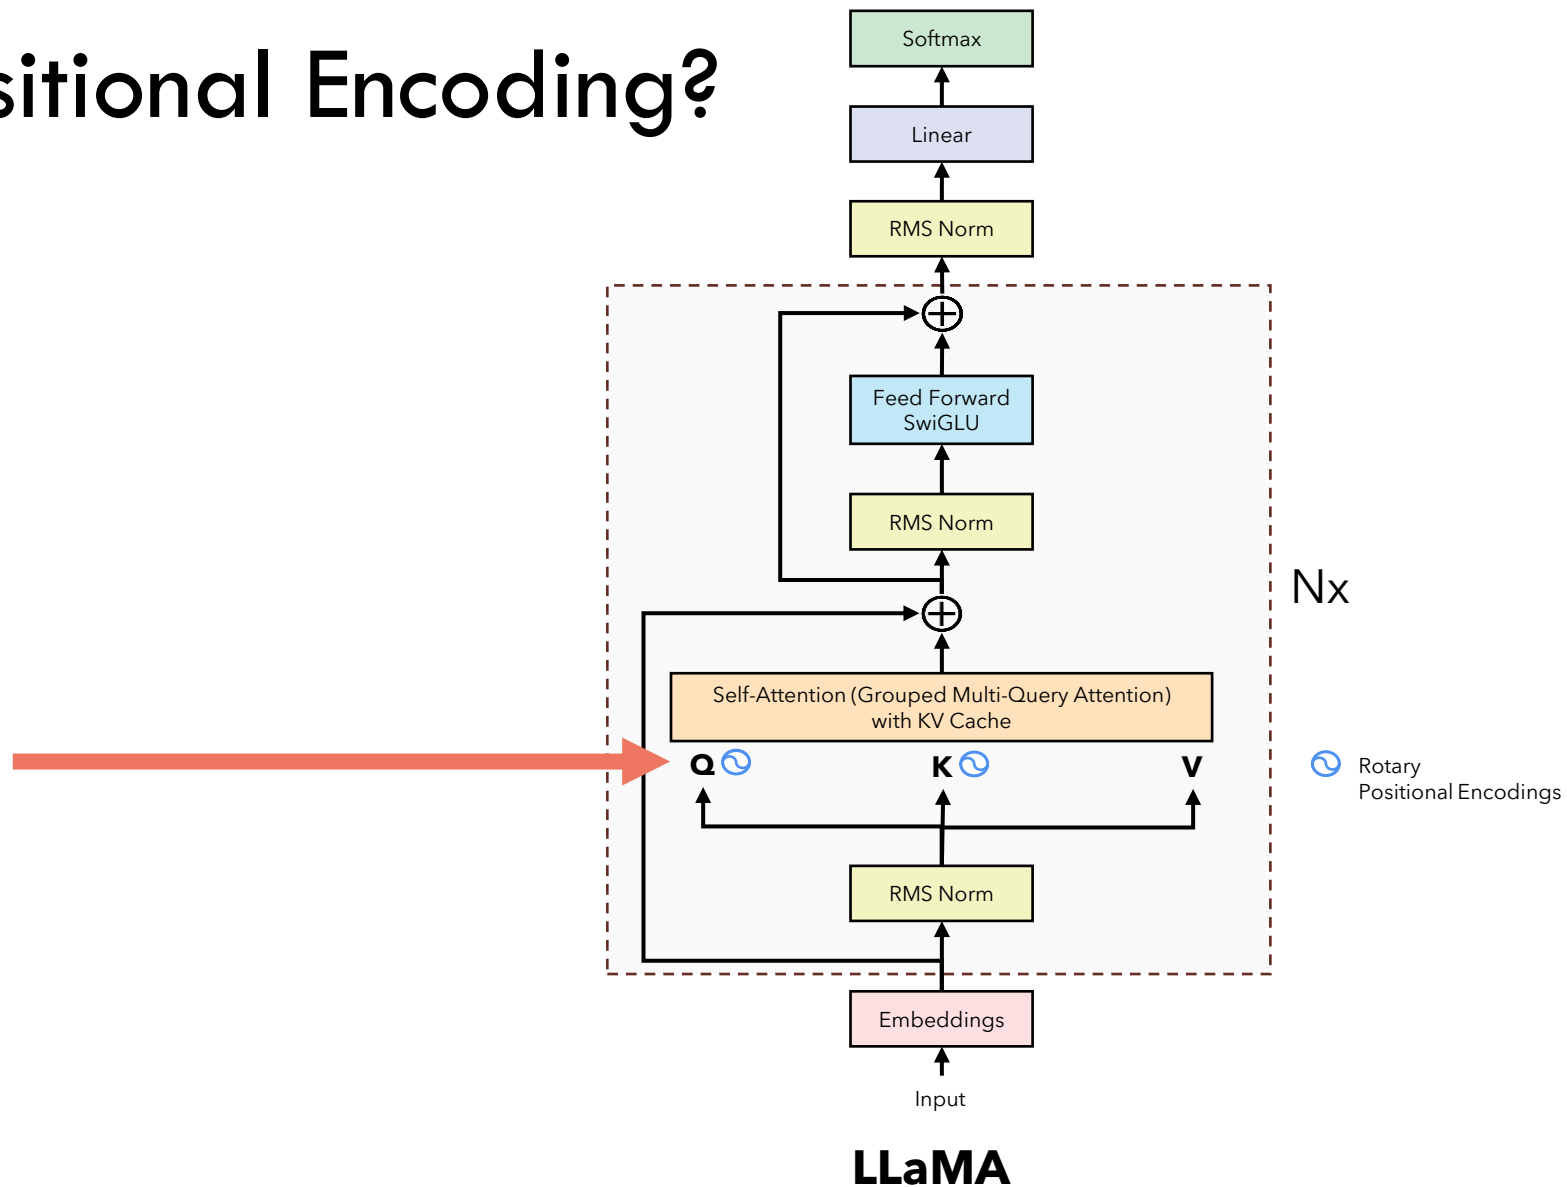 sitional Encoding?
Softmax
Linear
RMS Norm
Feed Forward
SwiGLU
RMS Norm
Nx
Self-Attention (Grouped Multi-Query Attention)
with KV Cache
Q K V
Rotary
Positional Encodings
RMS Norm
Embeddings
Input
LLaMA